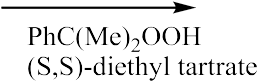 PhC(Me)₂OOH
(S,S)-diethyl tartrate